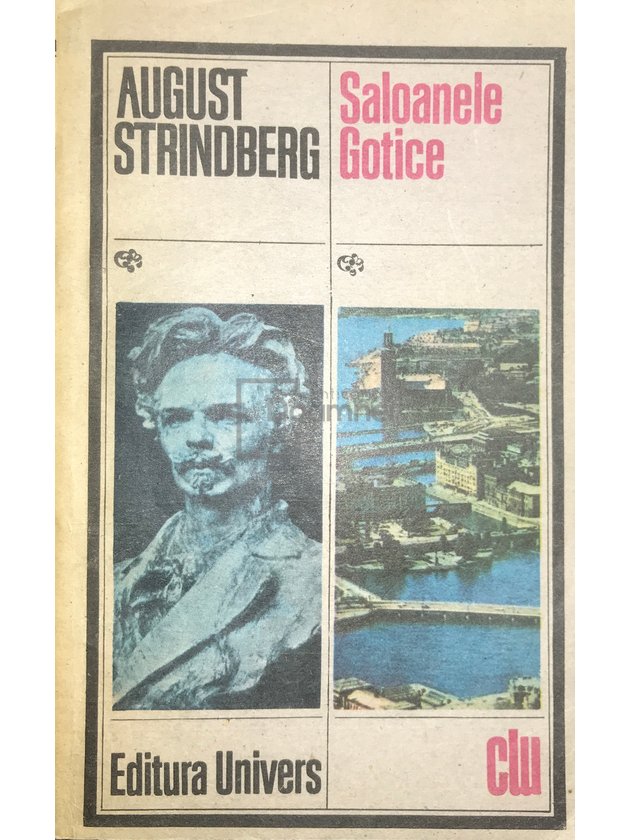 AUGUST
STRINDBERG
Saloanele
Gotice
Editura Univers
clu